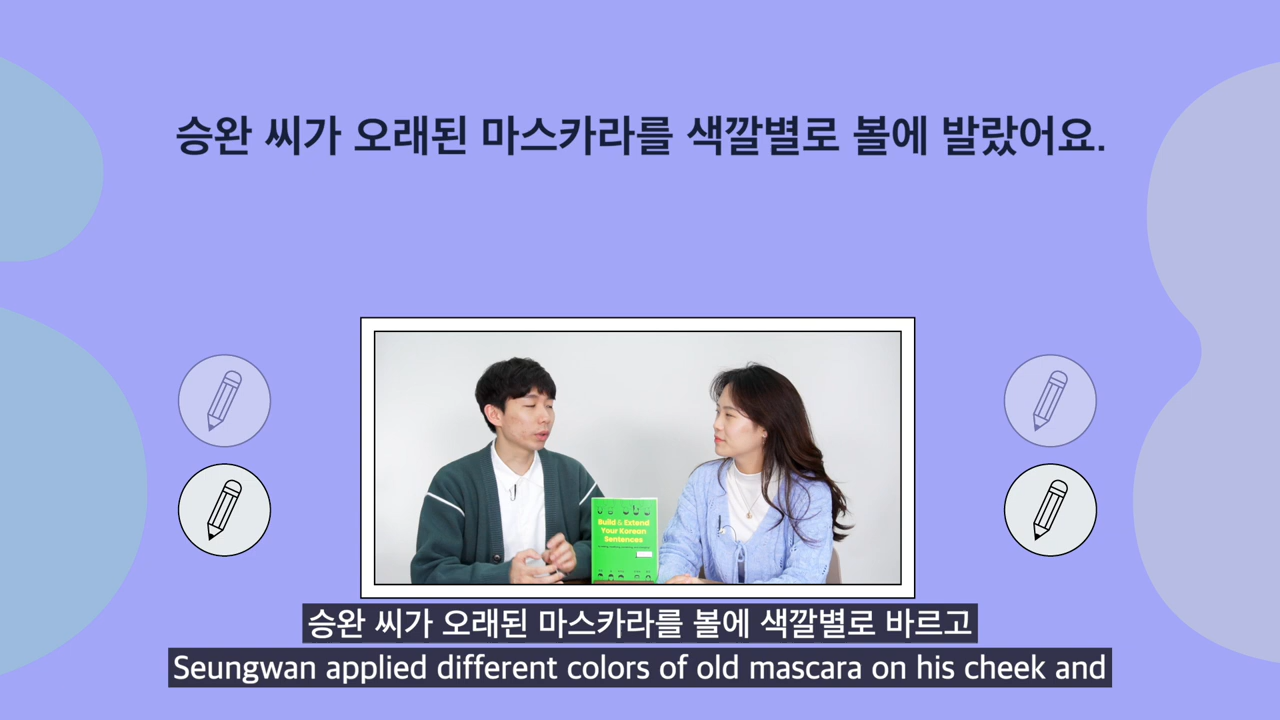 승완 씨가 오래된 마스카라를 색깔별로 볼에 발랐어요.
Build & Extend
Your Korean
Sentences
승완 씨가 오래된 마스카라를 볼에 색깔별로 바르고
Seungwan applied different colors of old mascara on his cheek and